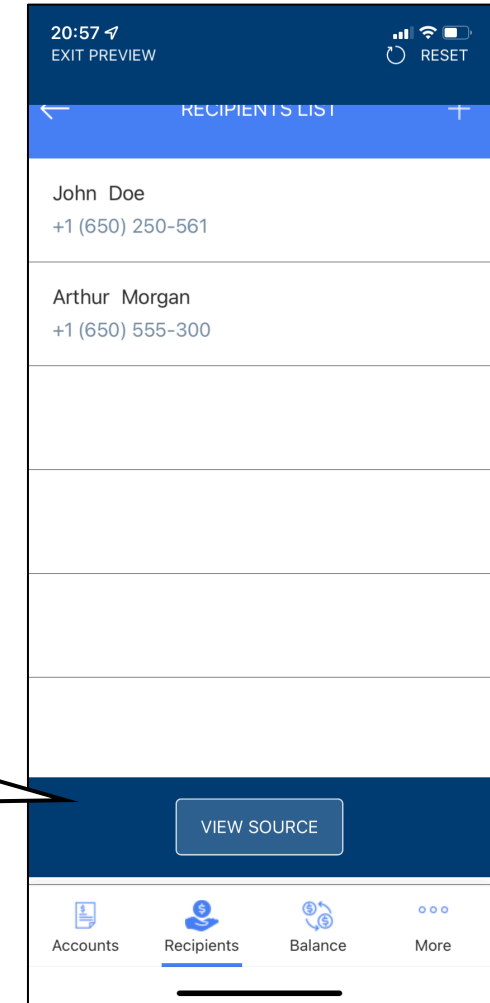 20:57
EXIT PREVIEW
RESET
RECIPIENTS LIST
John Doe
+1 (650) 250-561
Arthur Morgan
+1 (650) 555-300
VIEW SOURCE
Accounts
Recipients
Balance
More